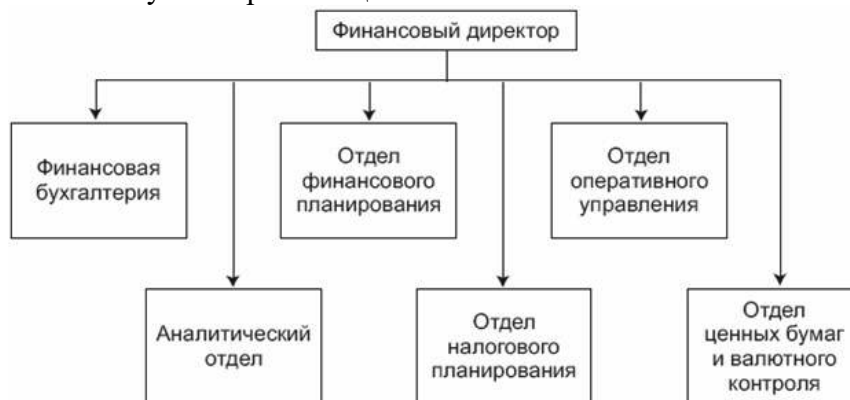 Финансовый директор
Финансовая
бухгалтерия
Отдел
финансового
планирования
Отдел
оперативного
управления
Аналитический
отдел
Отдел
налогового
планирования
Отдел
ценных бумаг
и валютного
контроля